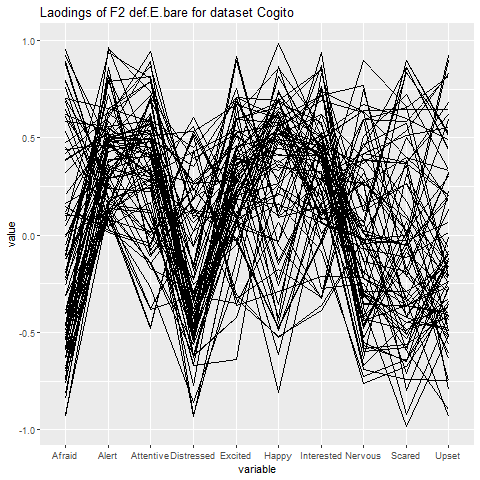 Laodings of F2 def.E.bare for dataset Cogito
1.0
0.5
0.0
-0.5
-1.0
Afraid Alert Attentive Distressed Excited Happy Interested Nervous Scared Upset
variable
value